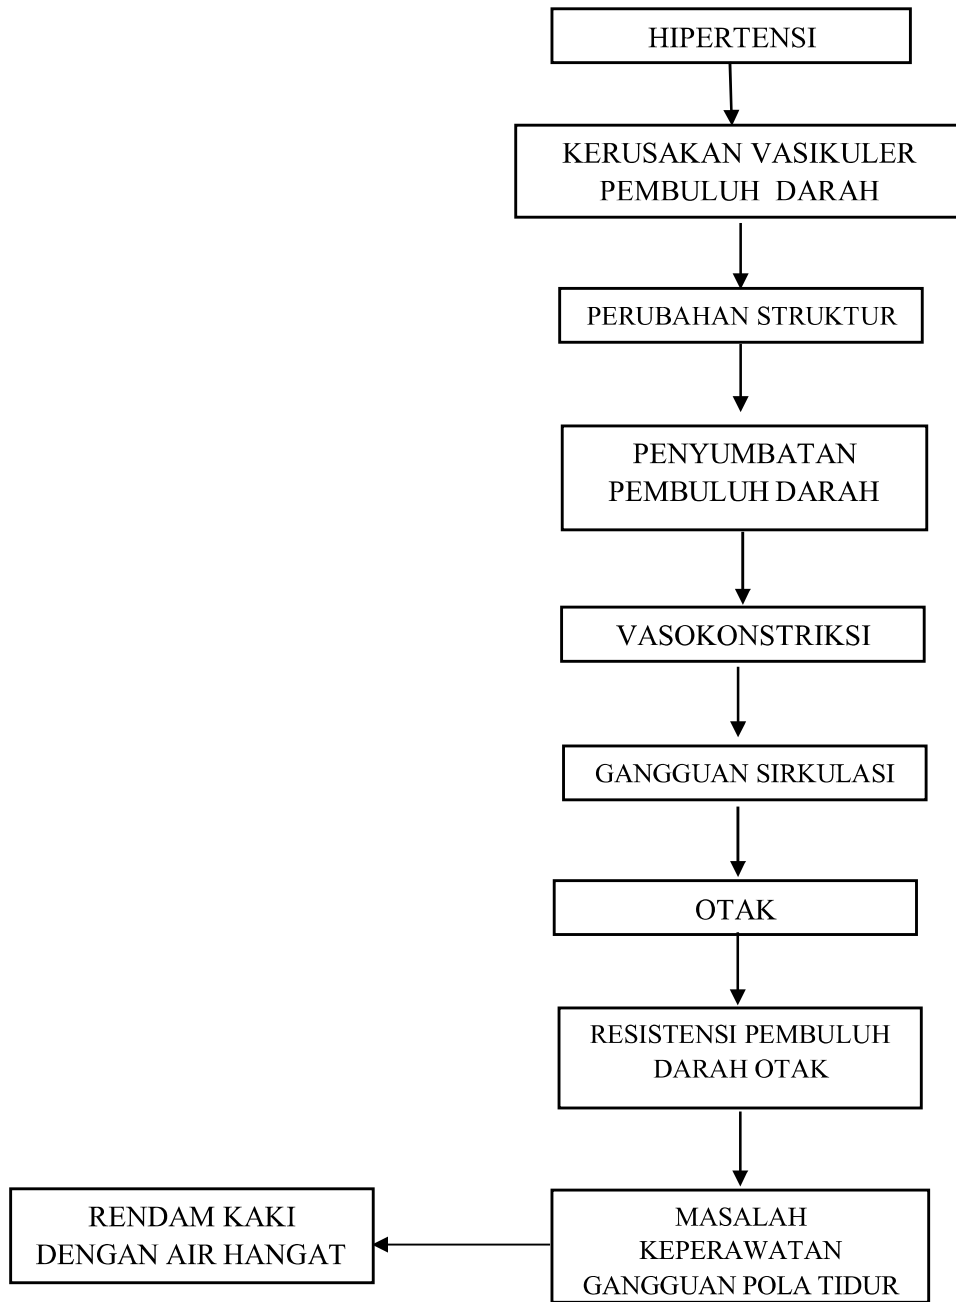 HIPERTENSI
KERUSAKAN VASIKULER
PEMBULUH DARAH
PERUBAHAN STRUKTUR
PENYUMBATAN
PEMBULUH DARAH
VASOKONSTRIKSI
GANGGUAN SIRKULASI
OTAK
RESISTENSI PEMBULUH
DARAH OTAK
MASALAH
KEPERAWATAN
GANGGUAN POLA TIDUR
RENDAM KAKI
DENGAN AIR HANGAT